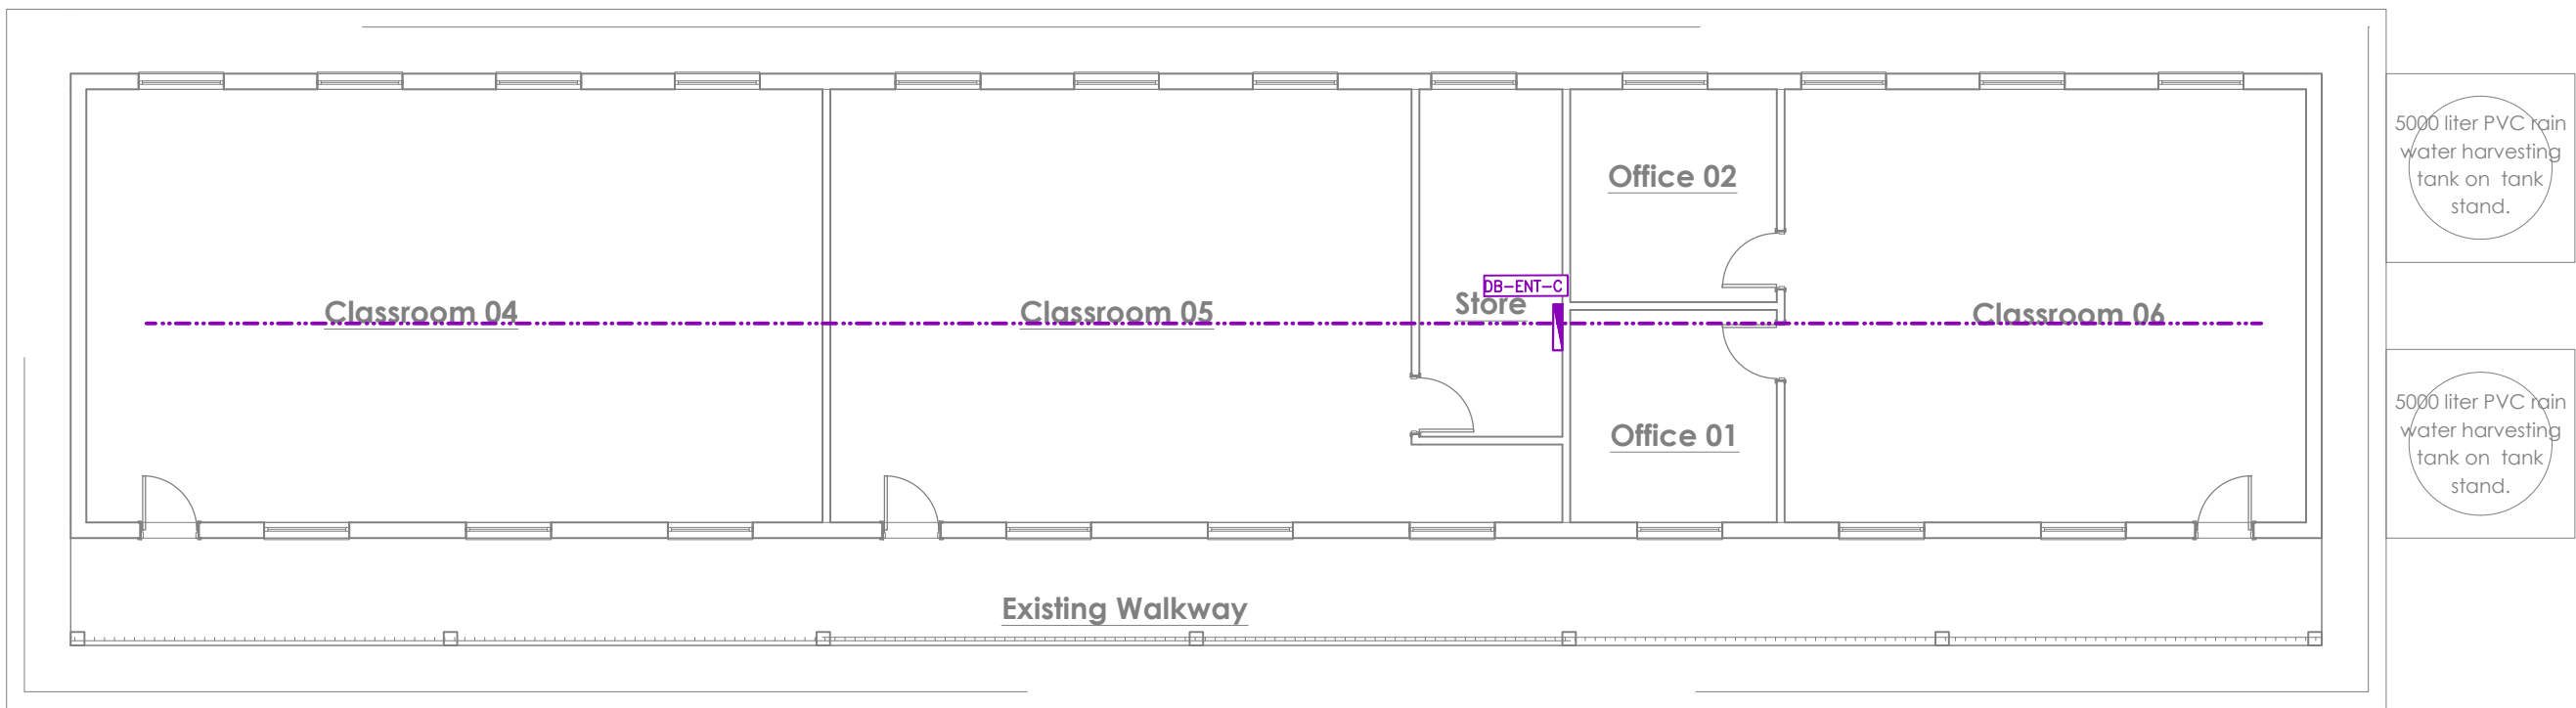 5000 liter PVC rain
water harvesting
tank on tank
stand.
Office 02
DB-ENT-C
Classroom 04
Classroom 05
Store
Classroom 06
5000 liter PVC rain
water harvesting
tank on tank
stand.
Office 01
Existing Walkway